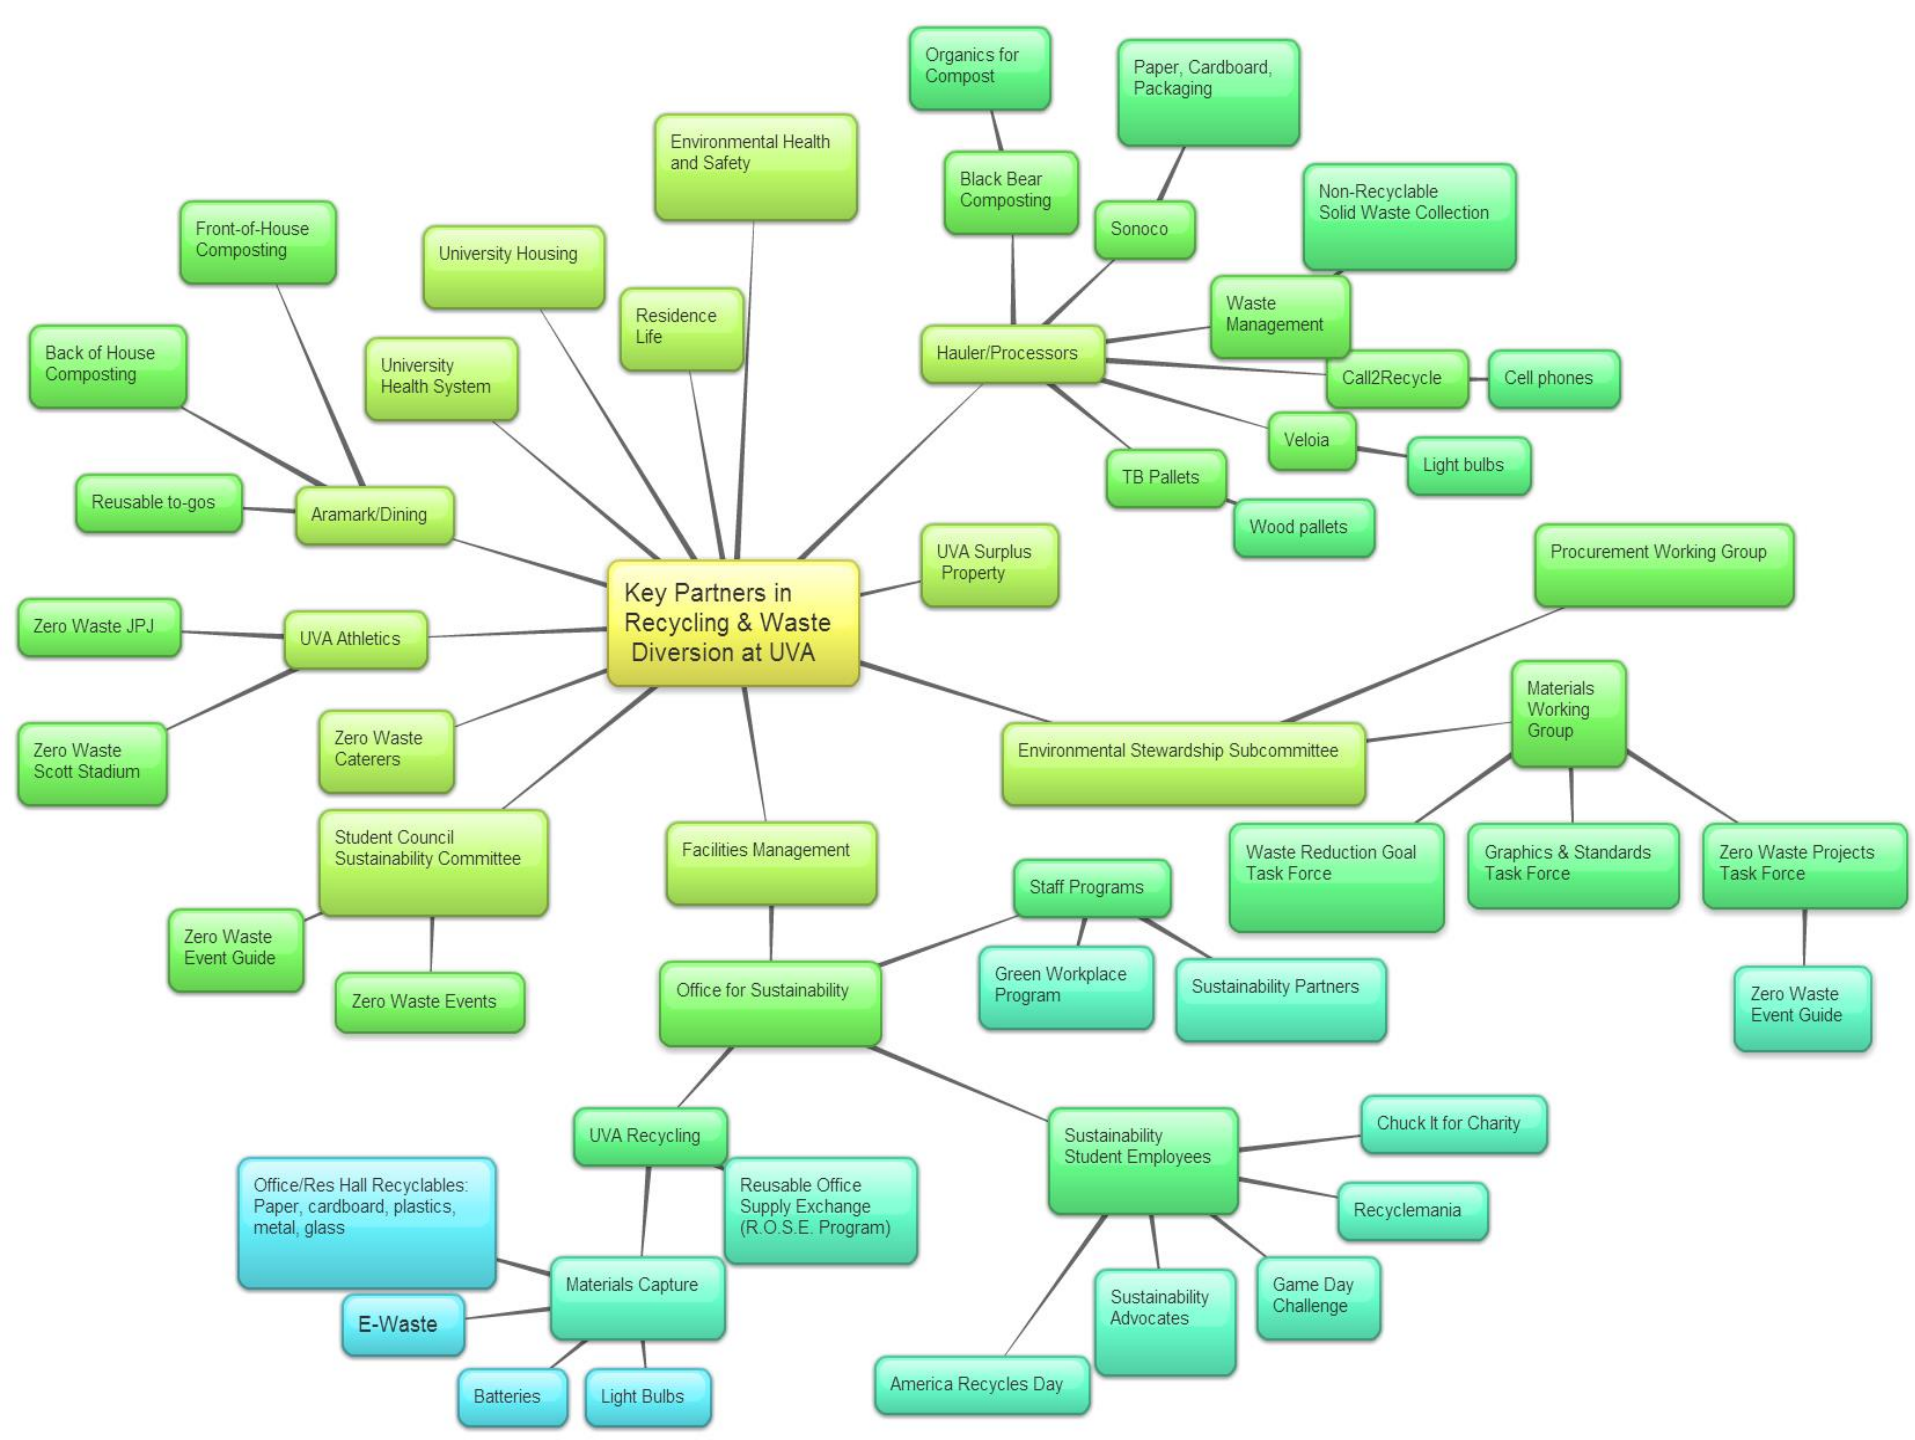 Organics for
Compost
Paper, Cardboard,
Packaging
Environmental Health
and Safety
Black Bear
Composting
Non-Recyclable
Solid Waste Collection
Front-of-House
Composting
University Housing
Sonoco
Residence
Life
Waste
Management
Back of House
Composting
University
Health System
Hauler/Processors
Call2Recycle
Cell phones
Veloia
Light bulbs
TB Pallets
Wood pallets
Reusable to-gos
Aramark/Dining
UVA Surplus
Property
Procurement Working Group
Key Partners in
Recycling & Waste
Diversion at UVA
Zero Waste JPJ
UVA Athletics
Materials
Working
Group
Zero Waste
Scott Stadium
Zero Waste
Caterers
Environmental Stewardship Subcommittee
Student Council
Sustainability Committee
Facilities Management
Waste Reduction Goal
Task Force
Graphics & Standards
Task Force
Zero Waste Projects
Task Force
Staff Programs
Zero Waste
Event Guide
Zero Waste Events
Office for Sustainability
Green Workplace
Program
Sustainability Partners
Zero Waste
Event Guide
UVA Recycling
Sustainability
Student Employees
Chuck It for Charity
Office/Res Hall Recyclables:
Paper, cardboard, plastics,
metal, glass
Reusable Office
Supply Exchange
(R.O.S.E. Program)
Recyclemania
Materials Capture
Sustainability
Advocates
Game Day
Challenge
E-Waste
Batteries
Light Bulbs
America Recycles Day